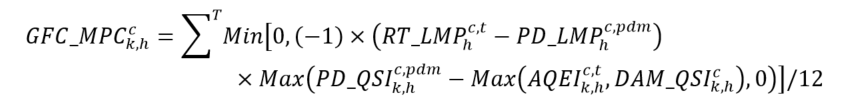 GFC_MPC^c_{k,h} = ∑^T Min[0, (-1) × (RT_LMP^{c,t}_h − PD_LMP^{c,pdm}_h)
× Max(PD_QSI^{c,pdm}_{k,h} − Max(AQEI^{c,t}_{k,h}, DAM_QSI^c_{k,h}), 0)]/12